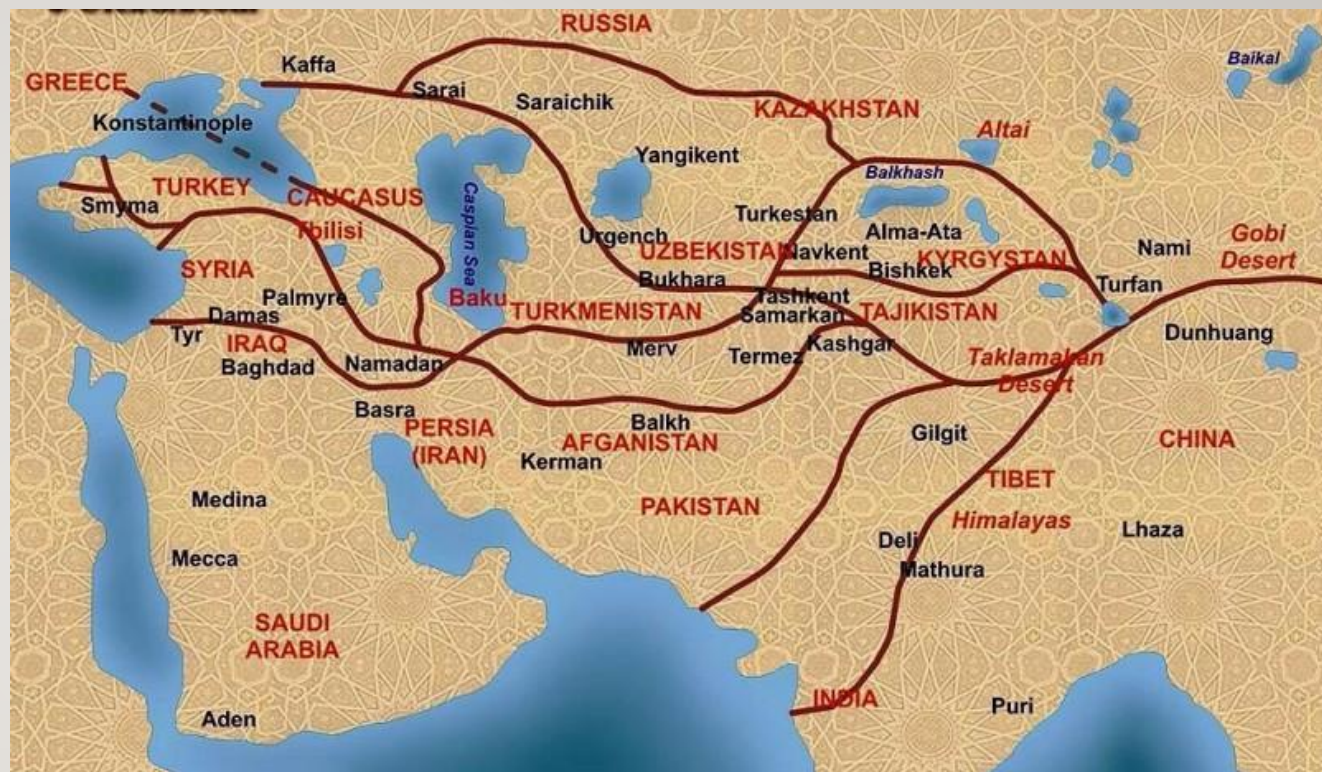 RUSSIA
Baikal
Kaffa
GREECE
Sarai
Saraichik
KAZAKHSTAN
Konstantinople
Altai
Yangikent
Balkhash
TURKEY
CAUCASUS
Smyma
Caspian Sea
Turkestan
Tbilisi
Urgench
Alma-Ata
UZBEKISTAN
Navkent
KYRGYSTAN
Nami
Gobi
Desert
SYRIA
Bishkek
Bukhara
Turfan
Palmyre
Baku
TURKMENISTAN
Tashkent
TAJIKISTAN
Damas
Samarkan
Tyr
IRAQ
Dunhuang
Merv
Termez
Kashgar
Taklamakan
Desert
Baghdad
Namadan
Basra
Balkh
PERSIA
(IRAN)
AFGANISTAN
Gilgit
CHINA
Kerman
TIBET
Medina
PAKISTAN
Himalayas
Lhaza
Deli
Mecca
Mathura
SAUDI
ARABIA
INDIA
Puri
Aden